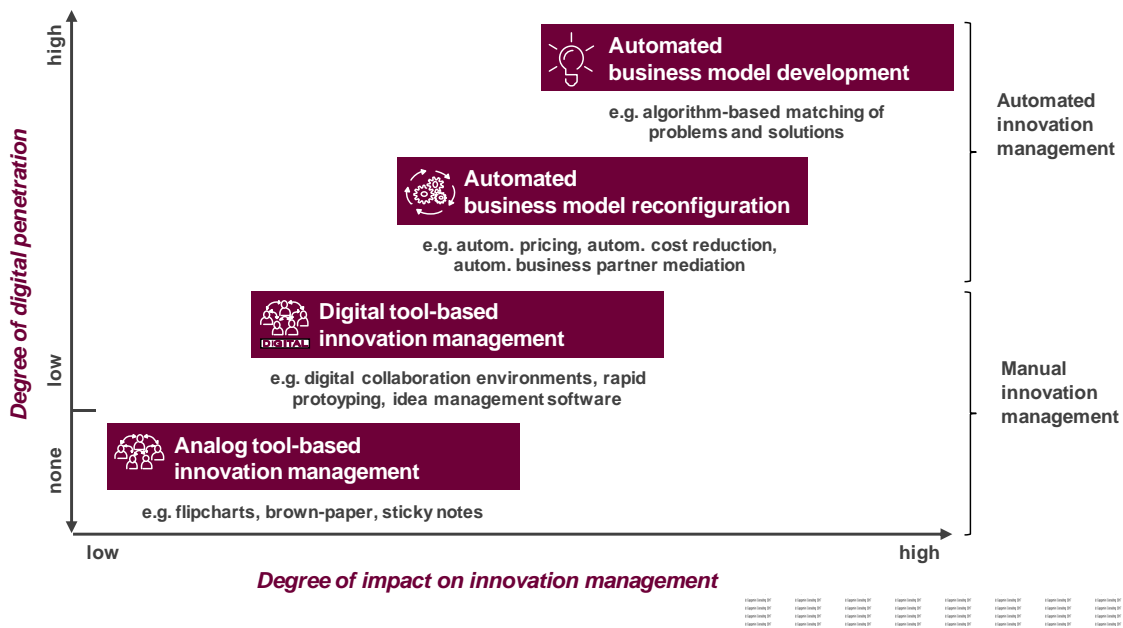 high
Automated
business model development
e.g. algorithm-based matching of
problems and solutions
Automated
innovation
management
Automated
business model reconfiguration
e.g. autom. pricing, autom. cost reduction,
autom. business partner mediation
Degree of digital penetration
DIGITAL
Digital tool-based
innovation management
e.g. digital collaboration environments, rapid
protoyping, idea management software
low
Manual
innovation
management
Analog tool-based
innovation management
none
e.g. flipcharts, brown-paper, sticky notes
low
high
Degree of impact on innovation management